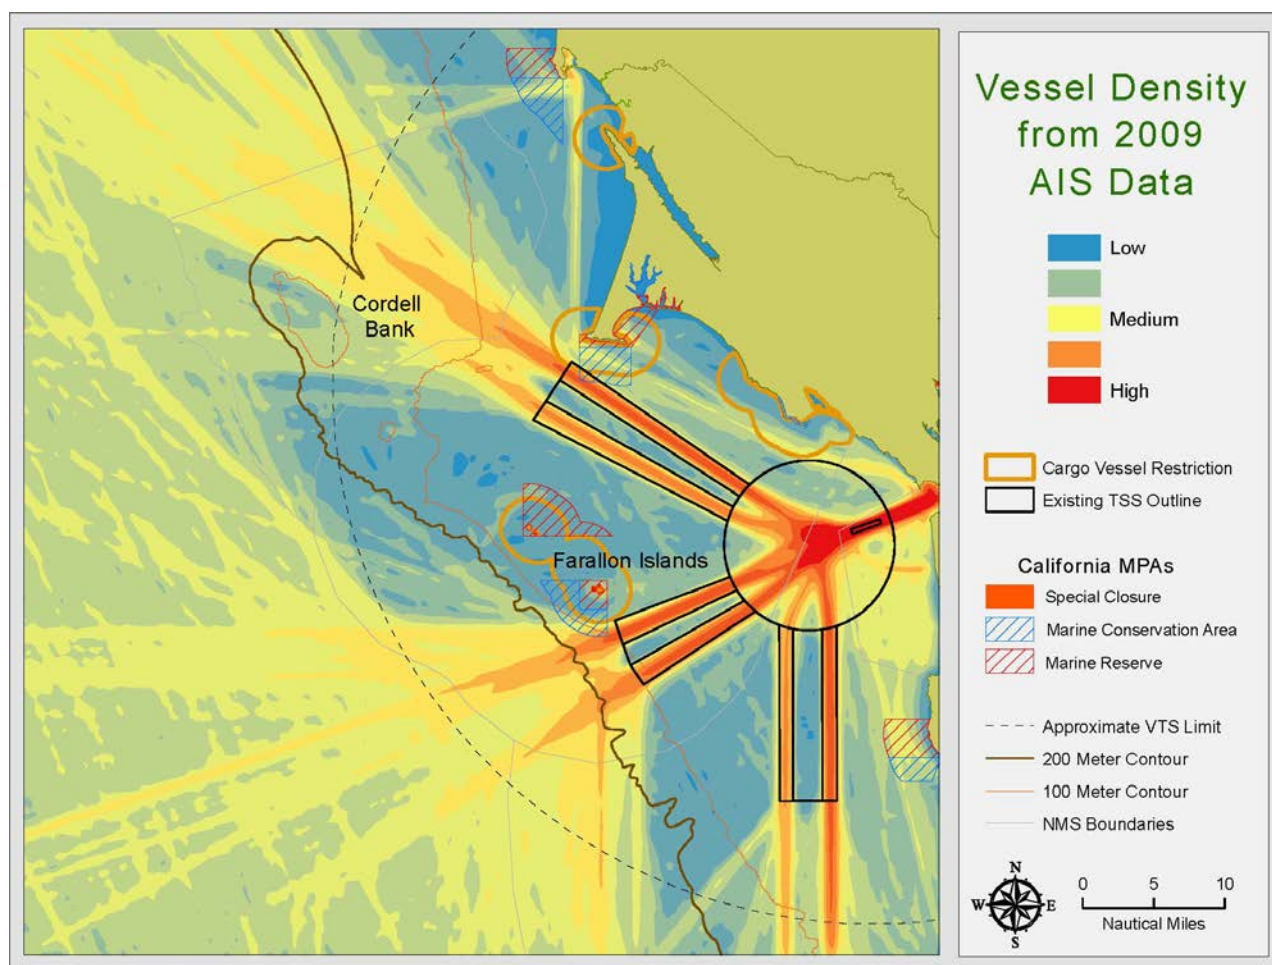 Vessel Density
from 2009
AIS Data
Low
Medium
High
Cargo Vessel Restriction
Existing TSS Outline
California MPAs
Special Closure
Marine Conservation Area
Marine Reserve
Approximate VTS Limit
200 Meter Contour
100 Meter Contour
NMS Boundaries
N
W E
S
0 5 10
Nautical Miles
Cordell
Bank
Farallon Islands